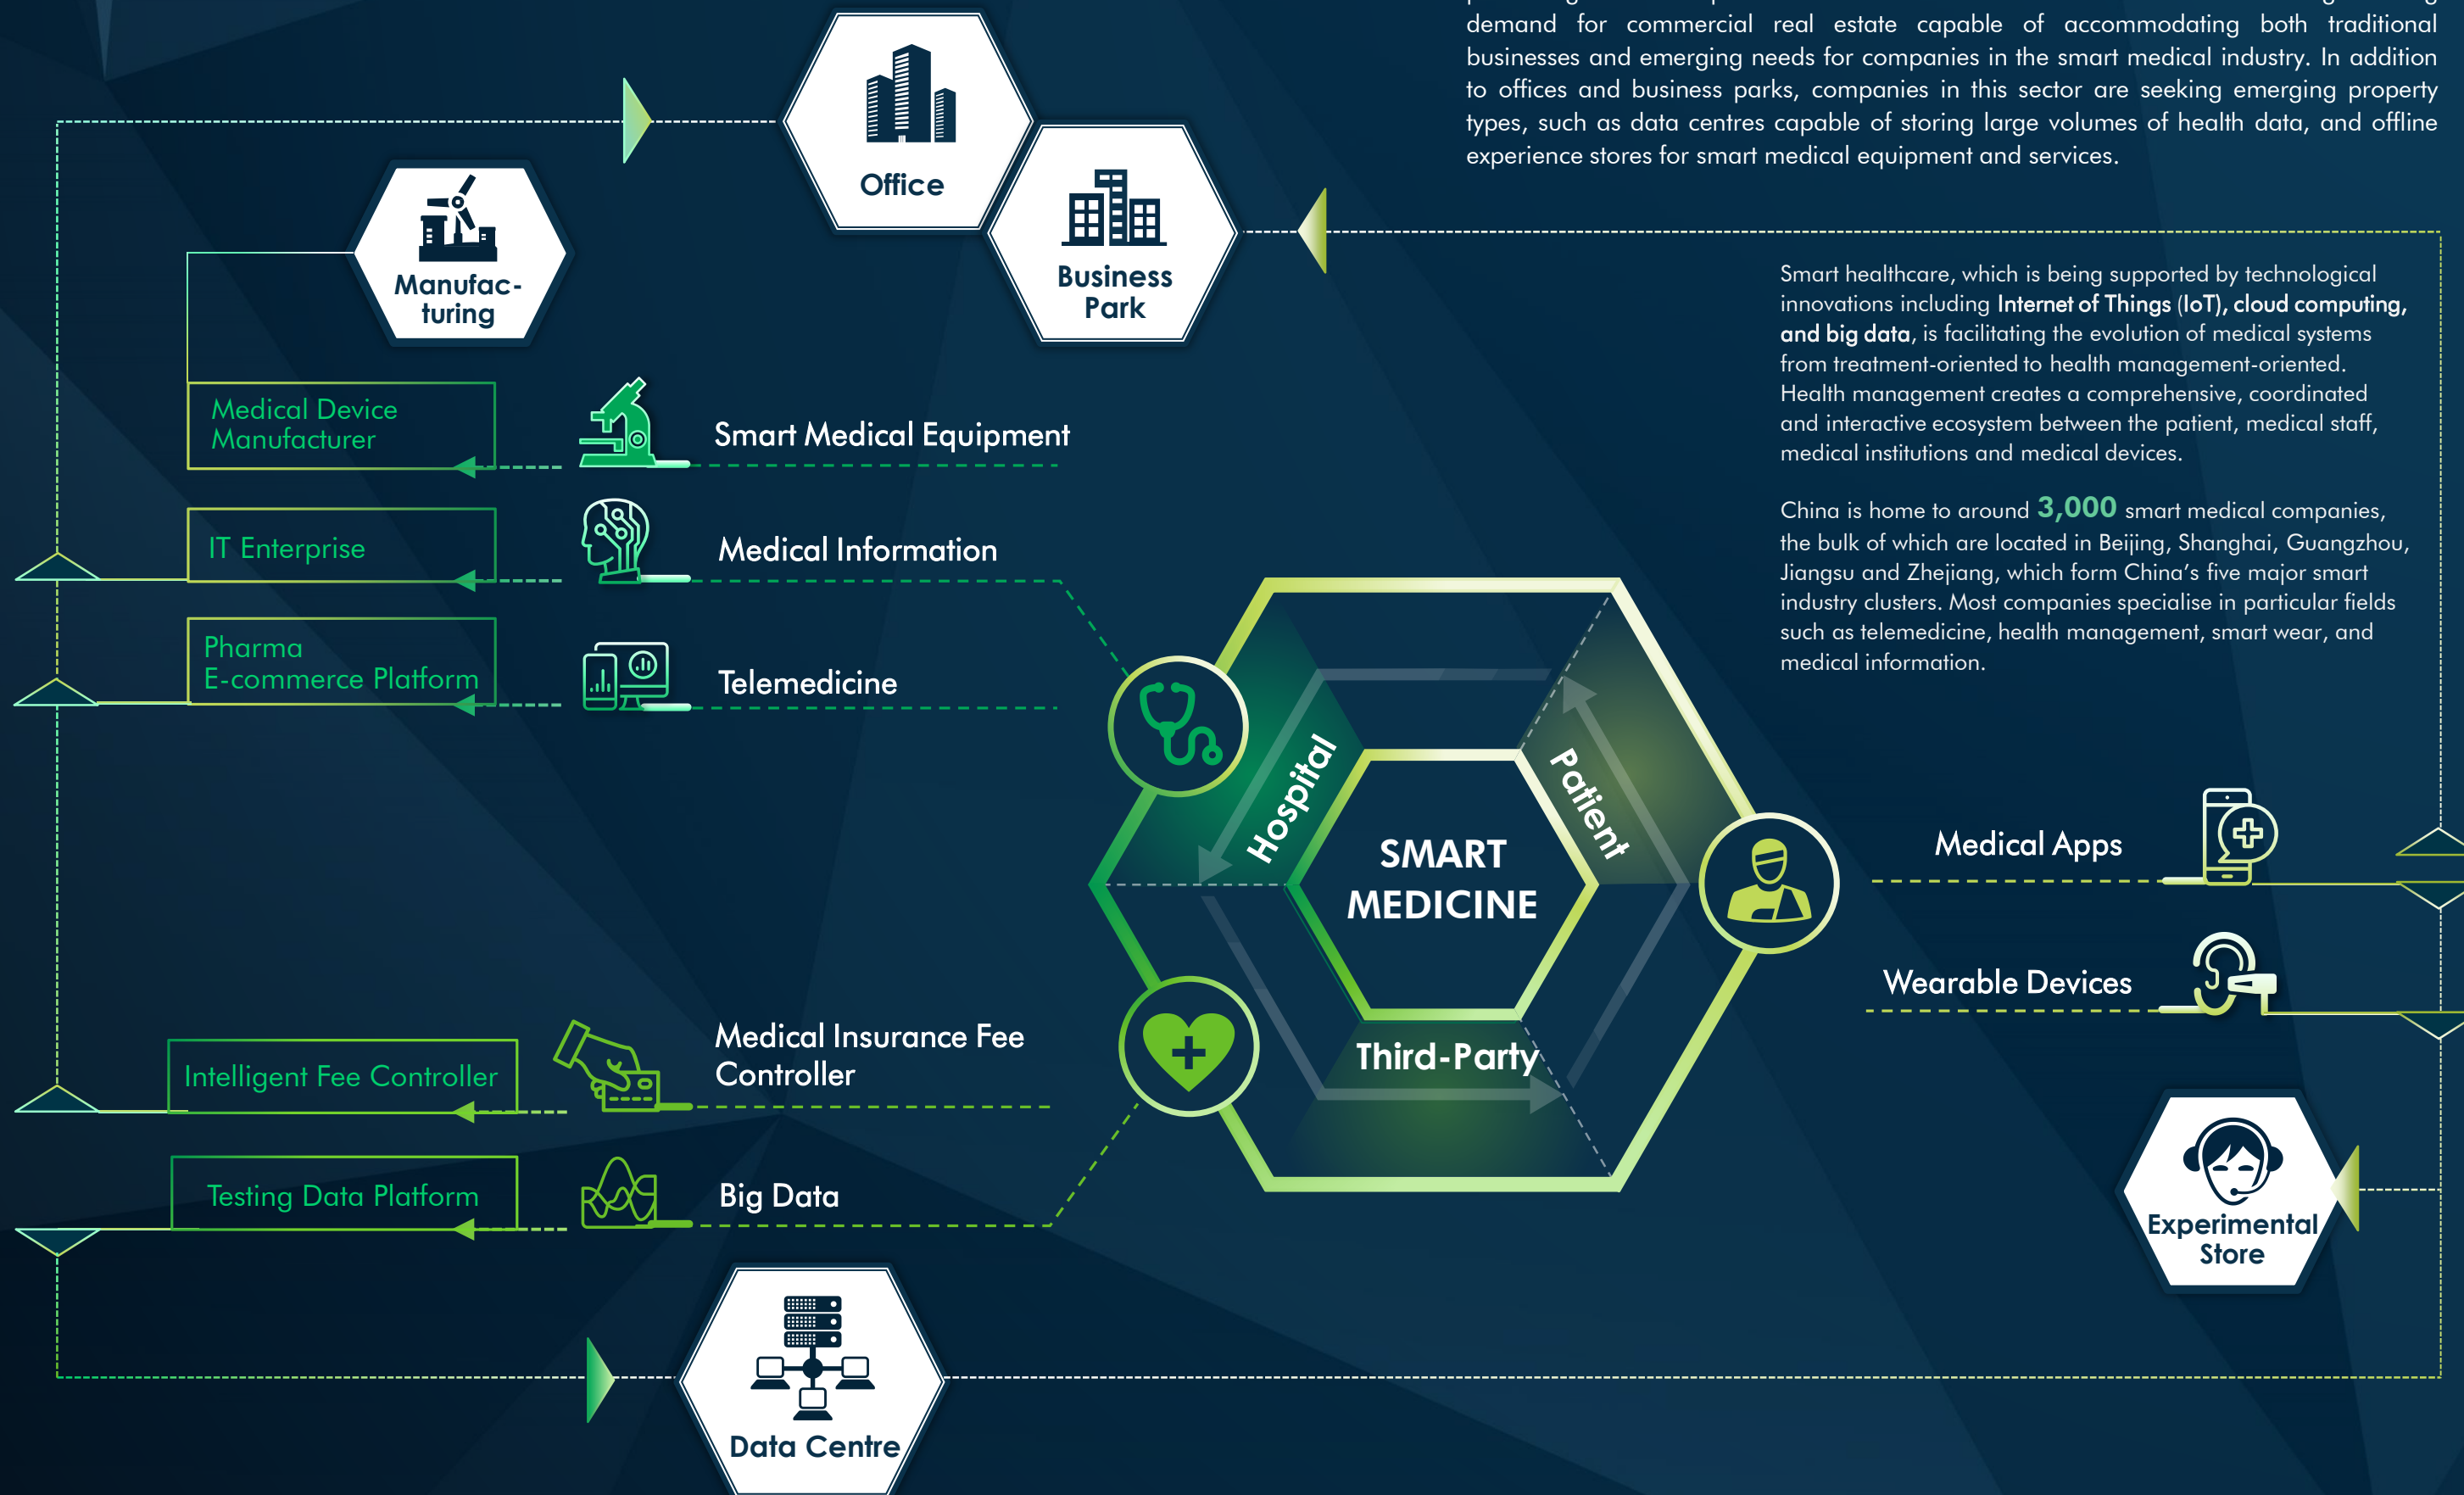 demand for commercial real estate capable of accommodating both traditional
businesses and emerging needs for companies in the smart medical industry. In addition
to offices and business parks, companies in this sector are seeking emerging property
types, such as data centres capable of storing large volumes of health data, and offline
experience stores for smart medical equipment and services.
Office
Business
Park
Manufac-
turing
Smart healthcare, which is being supported by technological
innovations including Internet of Things (IoT), cloud computing,
and big data, is facilitating the evolution of medical systems
from treatment-oriented to health management-oriented.
Health management creates a comprehensive, coordinated
and interactive ecosystem between the patient, medical staff,
medical institutions and medical devices.
China is home to around 3,000 smart medical companies,
the bulk of which are located in Beijing, Shanghai, Guangzhou,
Jiangsu and Zhejiang, which form China's five major smart
industry clusters. Most companies specialise in particular fields
such as telemedicine, health management, smart wear, and
medical information.
Medical Device
Manufacturer
Smart Medical Equipment
IT Enterprise
Medical Information
Pharma
E-commerce Platform
Telemedicine
Hospital
Patient
SMART
MEDICINE
Third-Party
Medical Apps
Wearable Devices
Intelligent Fee Controller
Medical Insurance Fee
Controller
Testing Data Platform
Big Data
Experimental
Store
Data Centre